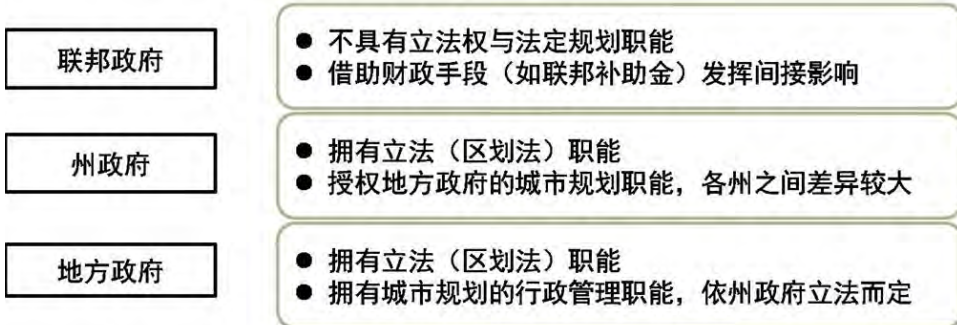 联邦政府
● 不具有立法权与法定规划职能
● 借助财政手段（如联邦补助金）发挥间接影响
州政府
● 拥有立法（区划法）职能
● 授权地方政府的城市规划职能，各州之间差异较大
地方政府
● 拥有立法（区划法）职能
● 拥有城市规划的行政管理职能，依州政府立法而定